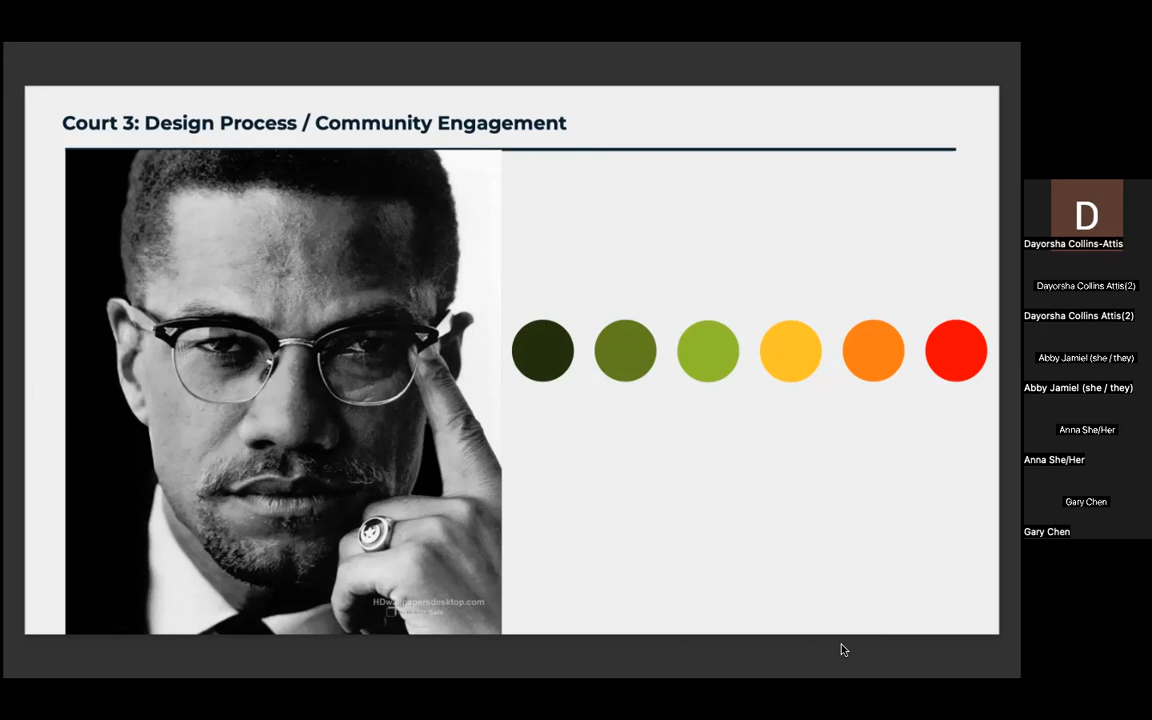 Court 3: Design Process / Community Engagement
HDwallpapersdesktop.com
D
Dayorsha Collins-Attis
Dayorsha Collins Attis(2)
Dayorsha Collins Attis(2)
Abby Jamiel (she / they)
Abby Jamiel (she / they)
Anna She/Her
Anna She/Her
Gary Chen
Gary Chen